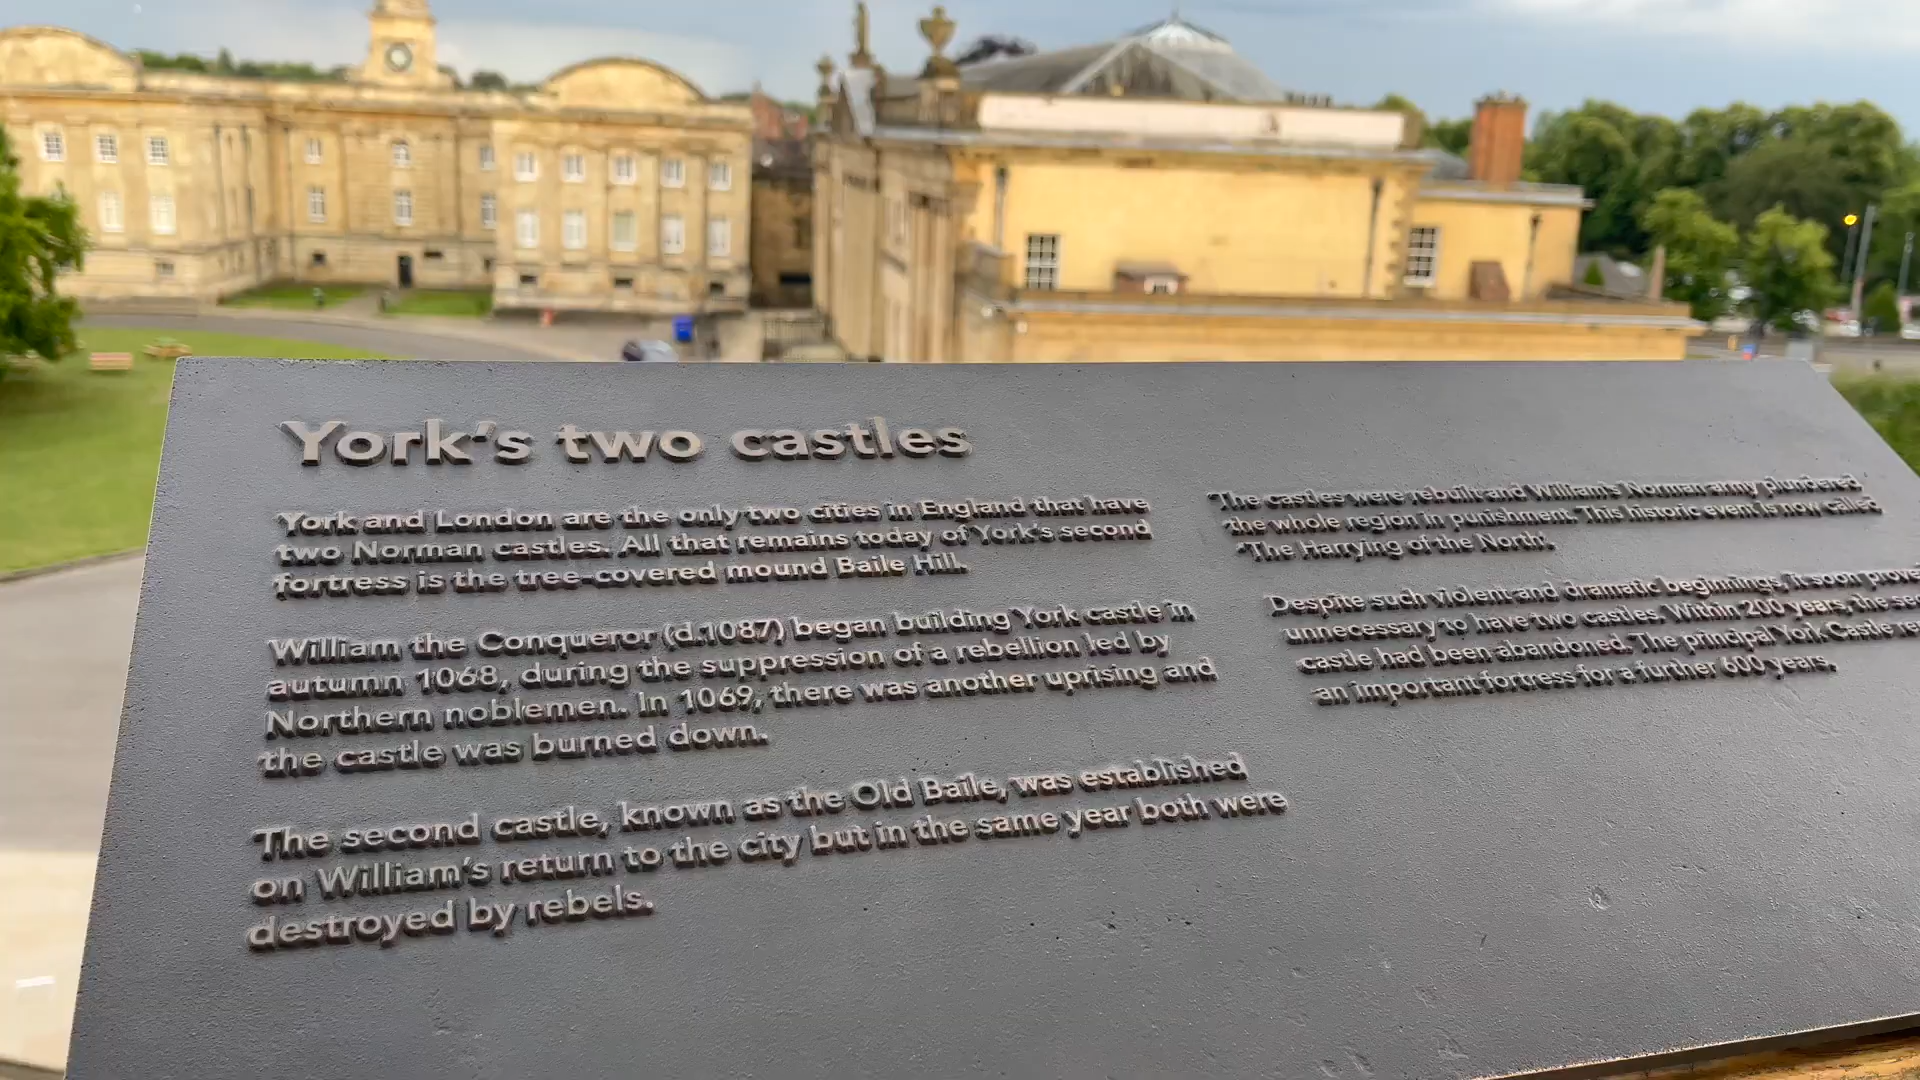 York's two castles
York and London are the only two cities in England that have
two Norman castles. All that remains today of York's second
fortress is the tree-covered mound Baile Hill.
William the Conqueror (d.1087) began building York castle in
autumn 1068, during the suppression of a rebellion led by
Northern noblemen. In 1069, there was another uprising and
the castle was burned down.
The second castle, known as the Old Baile, was established
on William's return to the city but in the same year both were
destroyed by rebels.
The castles were rebuilt and William's Norman army plundered
the whole region in punishment. This historic event is now called
'The Harrying of the North'.
Despite such violent and dramatic beginnings, it soon
unnecessary to have two castles. Within 200 years, the
castle had been abandoned. The principal York Castle
an important fortress for a further 600 years.